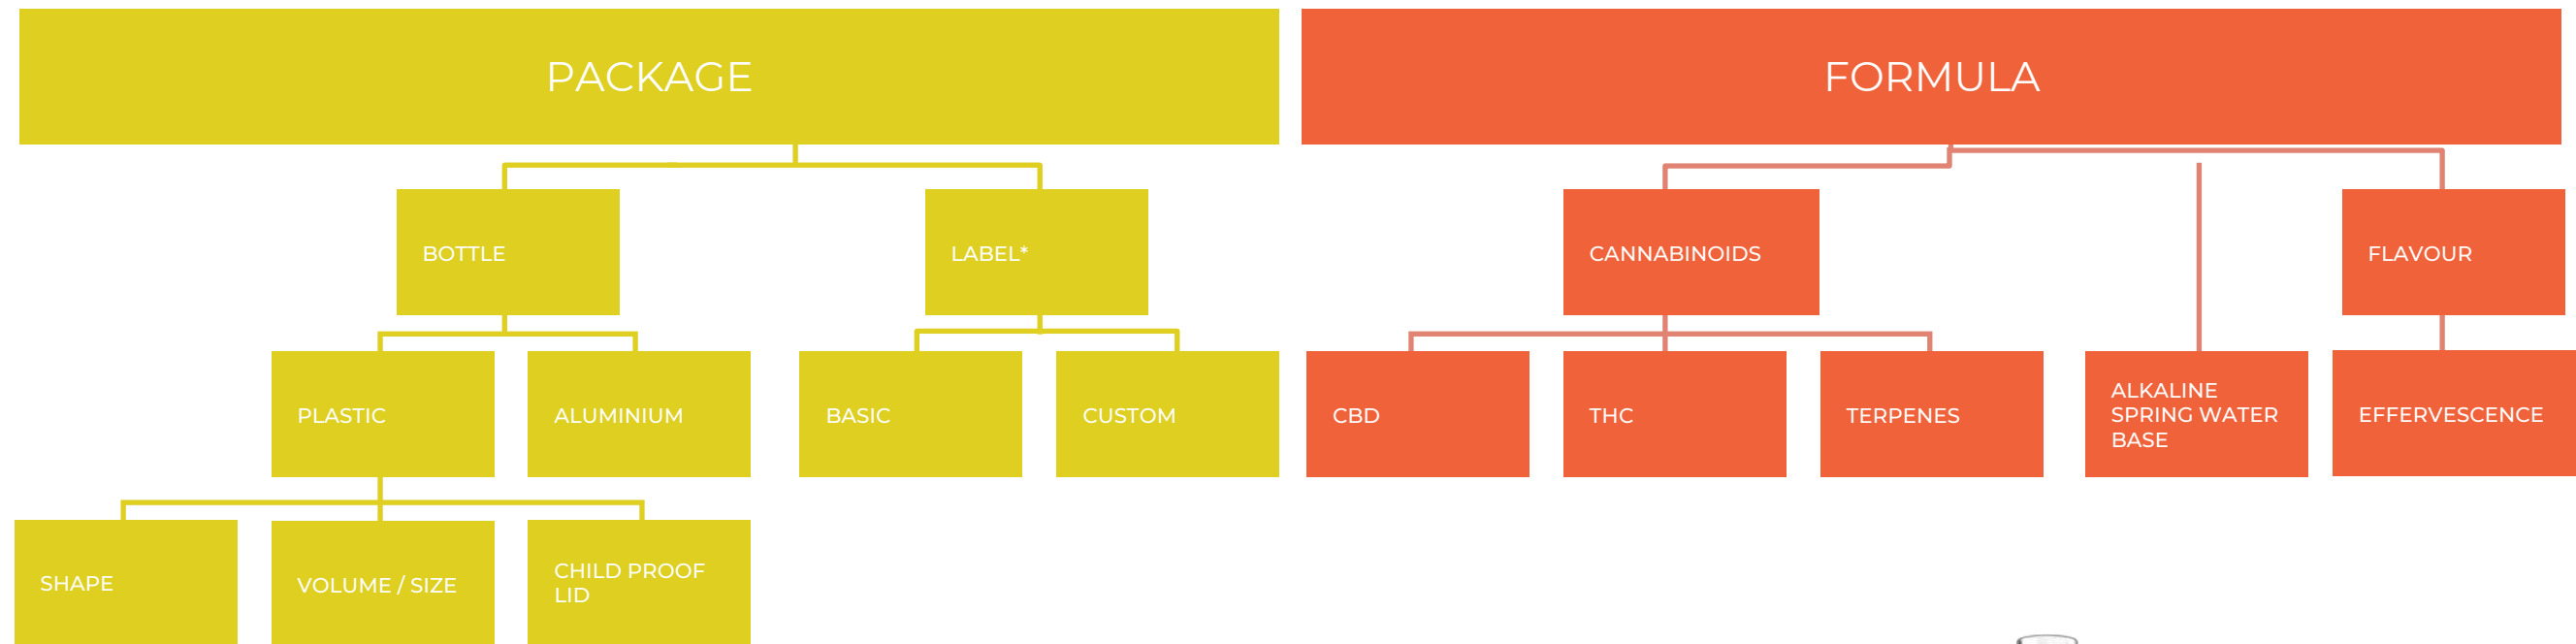 PACKAGE
FORMULA
BOTTLE
LABEL*
CANNABINOIDS
FLAVOUR
PLASTIC
ALUMINIUM
BASIC
CUSTOM
CBD
THC
TERPENES
ALKALINE
SPRING WATER
BASE
EFFERVESCENCE
SHAPE
VOLUME / SIZE
CHILD PROOF
LID